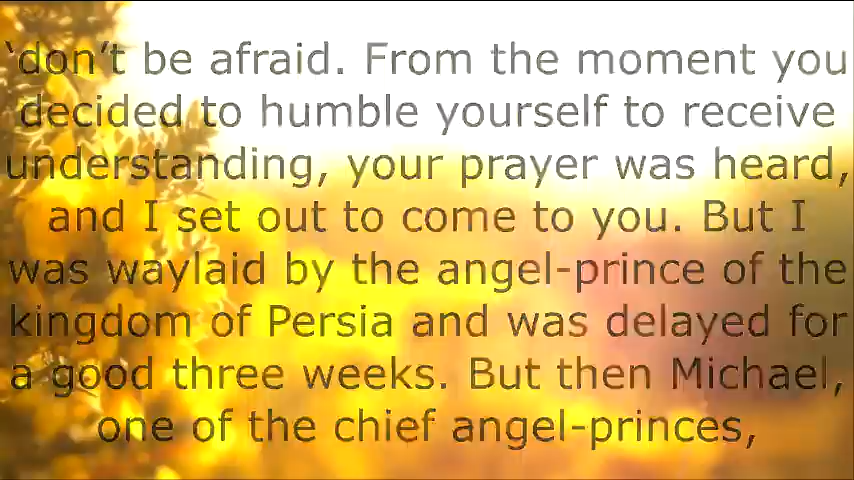 ‘don’t be afraid. From the moment you
decided to humble yourself to receive
understanding, your prayer was heard,
and I set out to come to you. But I
was waylaid by the angel-prince of the
kingdom of Persia and was delayed for
a good three weeks. But then Michael,
one of the chief angel-princes,